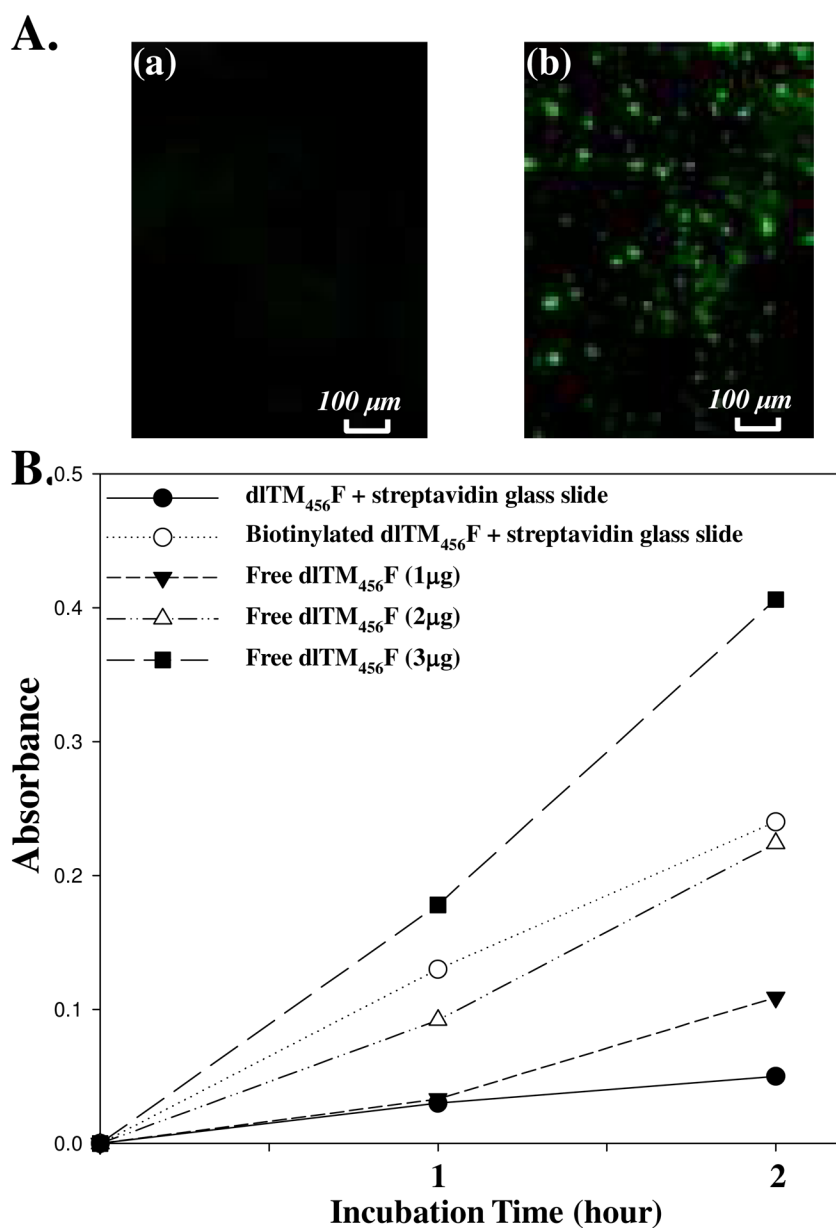 A.
(a)
(b)
100 μm
100 μm
B.
0.5
dlTM456F + streptavidin glass slide
Biotinylated dlTM456F + streptavidin glass slide
Free dlTM456F (1μg)
Free dlTM456F (2μg)
Free dlTM456F (3μg)
0.4
0.3
0.2
0.1
0.0
Absorbance
1
2
Incubation Time (hour)